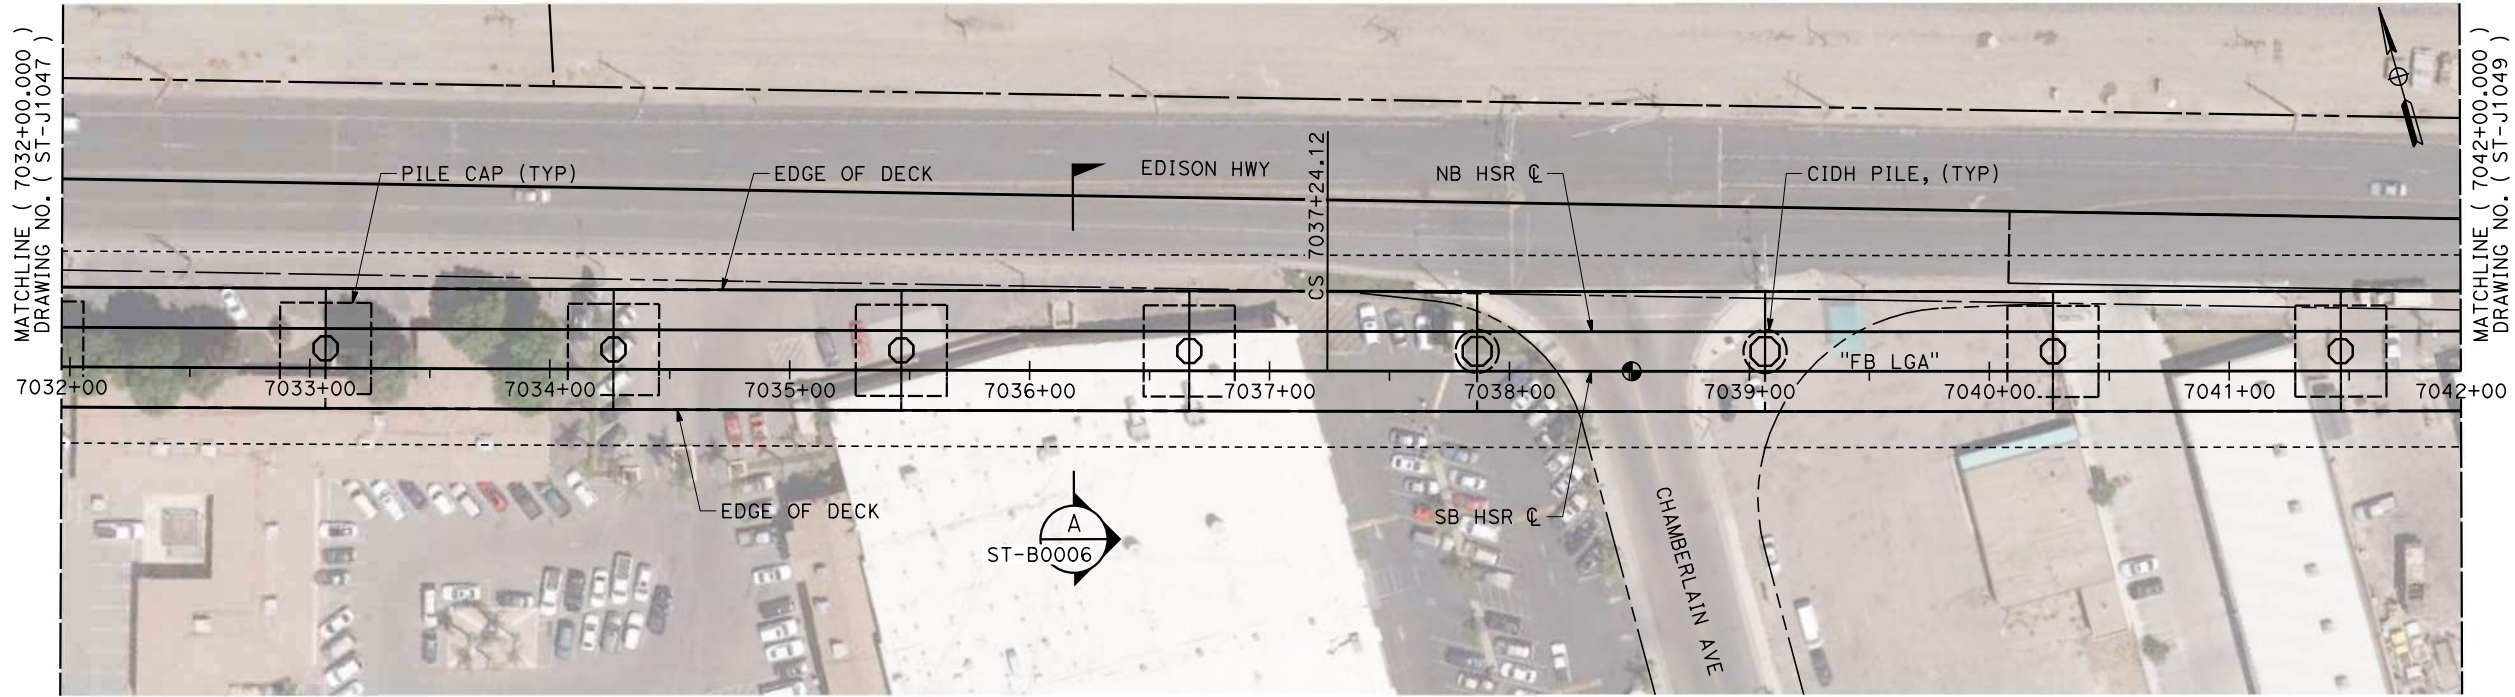 MATCHLINE ( 7032+00.000 )
DRAWING NO. ( ST-J1047 )
PILE CAP (TYP)
EDGE OF DECK
EDISON HWY
CS 7037+24.12
NB HSR ℄
CIDH PILE, (TYP)
MATCHLINE ( 7042+00.000 )
DRAWING NO. ( ST-J1049 )
"FB LGA"
7032+00
7033+00
7034+00
7035+00
7036+00
7037+00
7038+00
7039+00
7040+00
7041+00
7042+00
EDGE OF DECK
A
ST-B0006
SB HSR ℄
CHAMBERLAIN AVE